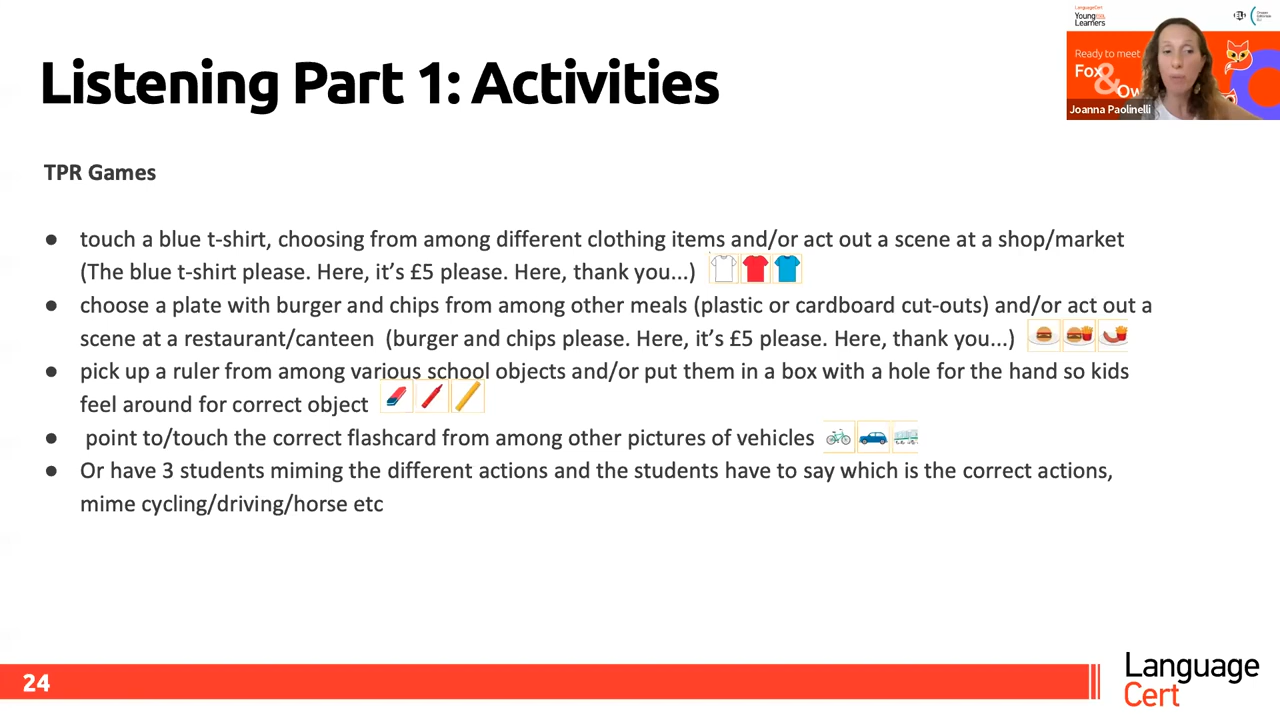 Listening Part 1: Activities
LanguageCert
Young Learners
Ready to meet
Fox
&
Ow
Joanna Paolinelli
TPR Games
● touch a blue t-shirt, choosing from among different clothing items and/or act out a scene at a shop/market
(The blue t-shirt please. Here, it’s £5 please. Here, thank you...)
● choose a plate with burger and chips from among other meals (plastic or cardboard cut-outs) and/or act out a
scene at a restaurant/canteen (burger and chips please. Here, it’s £5 please. Here, thank you...)
● pick up a ruler from among various school objects and/or put them in a box with a hole for the hand so kids
feel around for correct object
● point to/touch the correct flashcard from among other pictures of vehicles
● Or have 3 students miming the different actions and the students have to say which is the correct actions,
mime cycling/driving/horse etc
24
Language
Cert